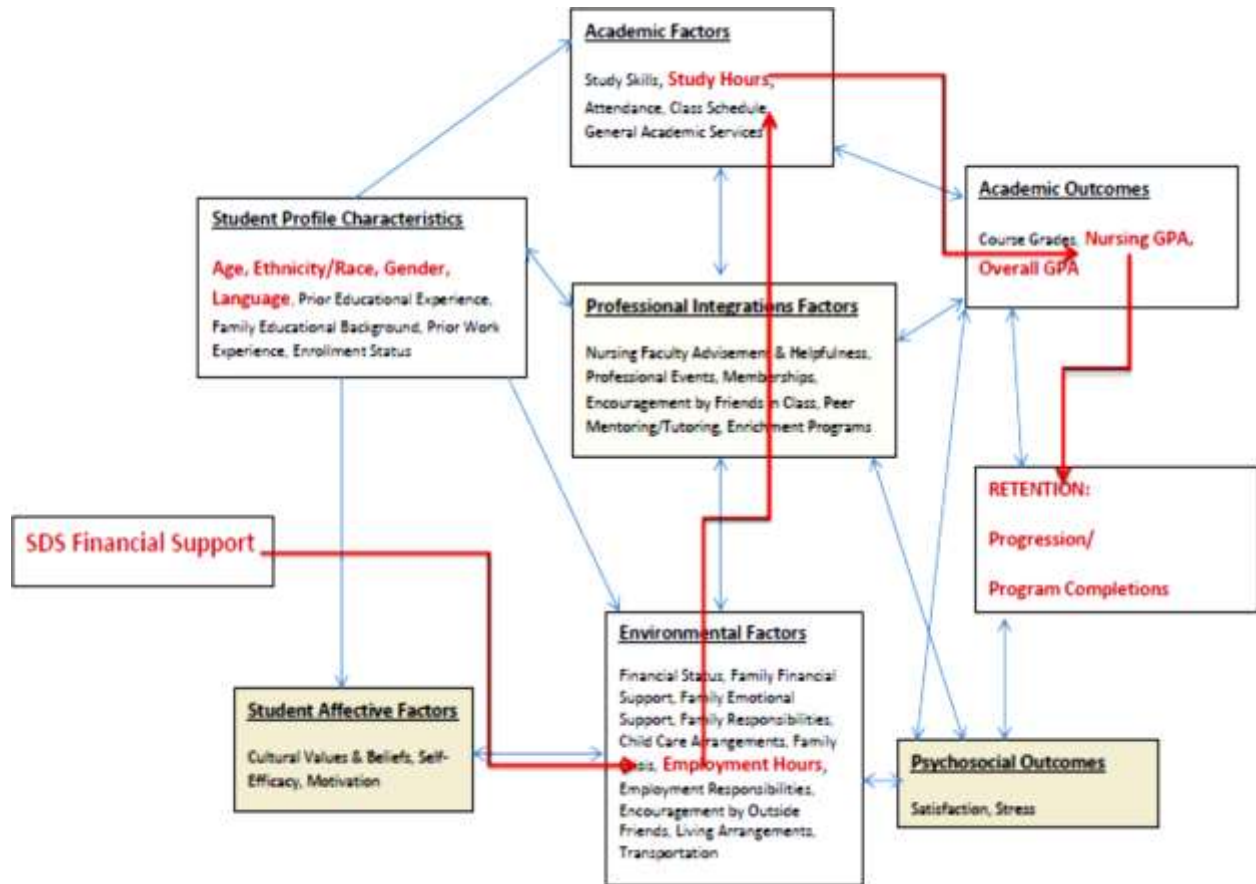 Academic Factors
Study Skills, Study Hours,
Attendance, Class Schedule,
General Academic Services
Student Profile Characteristics
Age, Ethnicity/Race, Gender,
Language, Prior Educational Experience,
Family Educational Background, Prior Work
Experience, Enrollment Status
Academic Outcomes
Course Grades, Nursing GPA,
Overall GPA
Professional Integrations Factors
Nursing Faculty Advisement & Helpfulness,
Professional Events, Memberships,
Encouragement by Friends in Class, Peer
Mentoring/Tutoring, Enrichment Programs
RETENTION:
Progression/
Program Completions
SDS Financial Support
Environmental Factors
Financial Status, Family Financial
Support, Family Emotional
Support, Family Responsibilities,
Child Care Arrangements, Family
Employment Hours,
Employment Responsibilities,
Encouragement by Outside
Friends, Living Arrangements,
Transportation
Student Affective Factors
Cultural Values & Beliefs, Self-
Efficacy, Motivation
Psychosocial Outcomes
Satisfaction, Stress